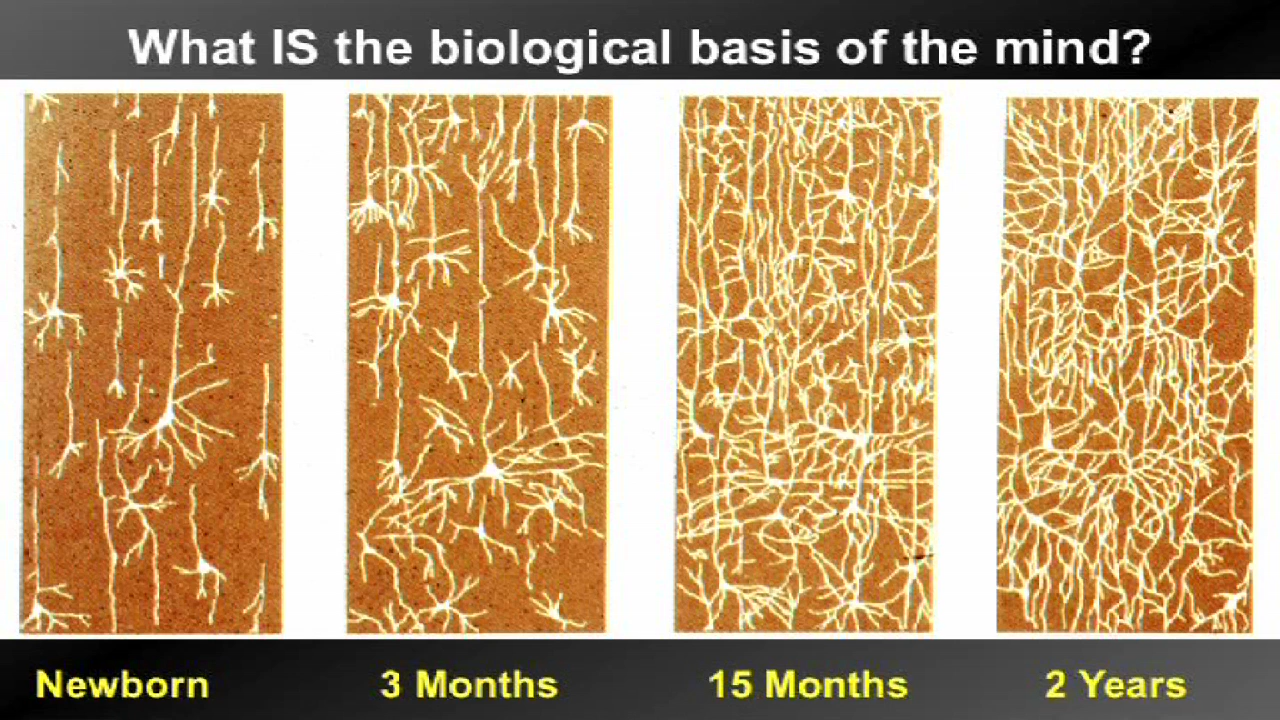 What IS the biological basis of the mind?
Newborn
3 Months
15 Months
2 Years